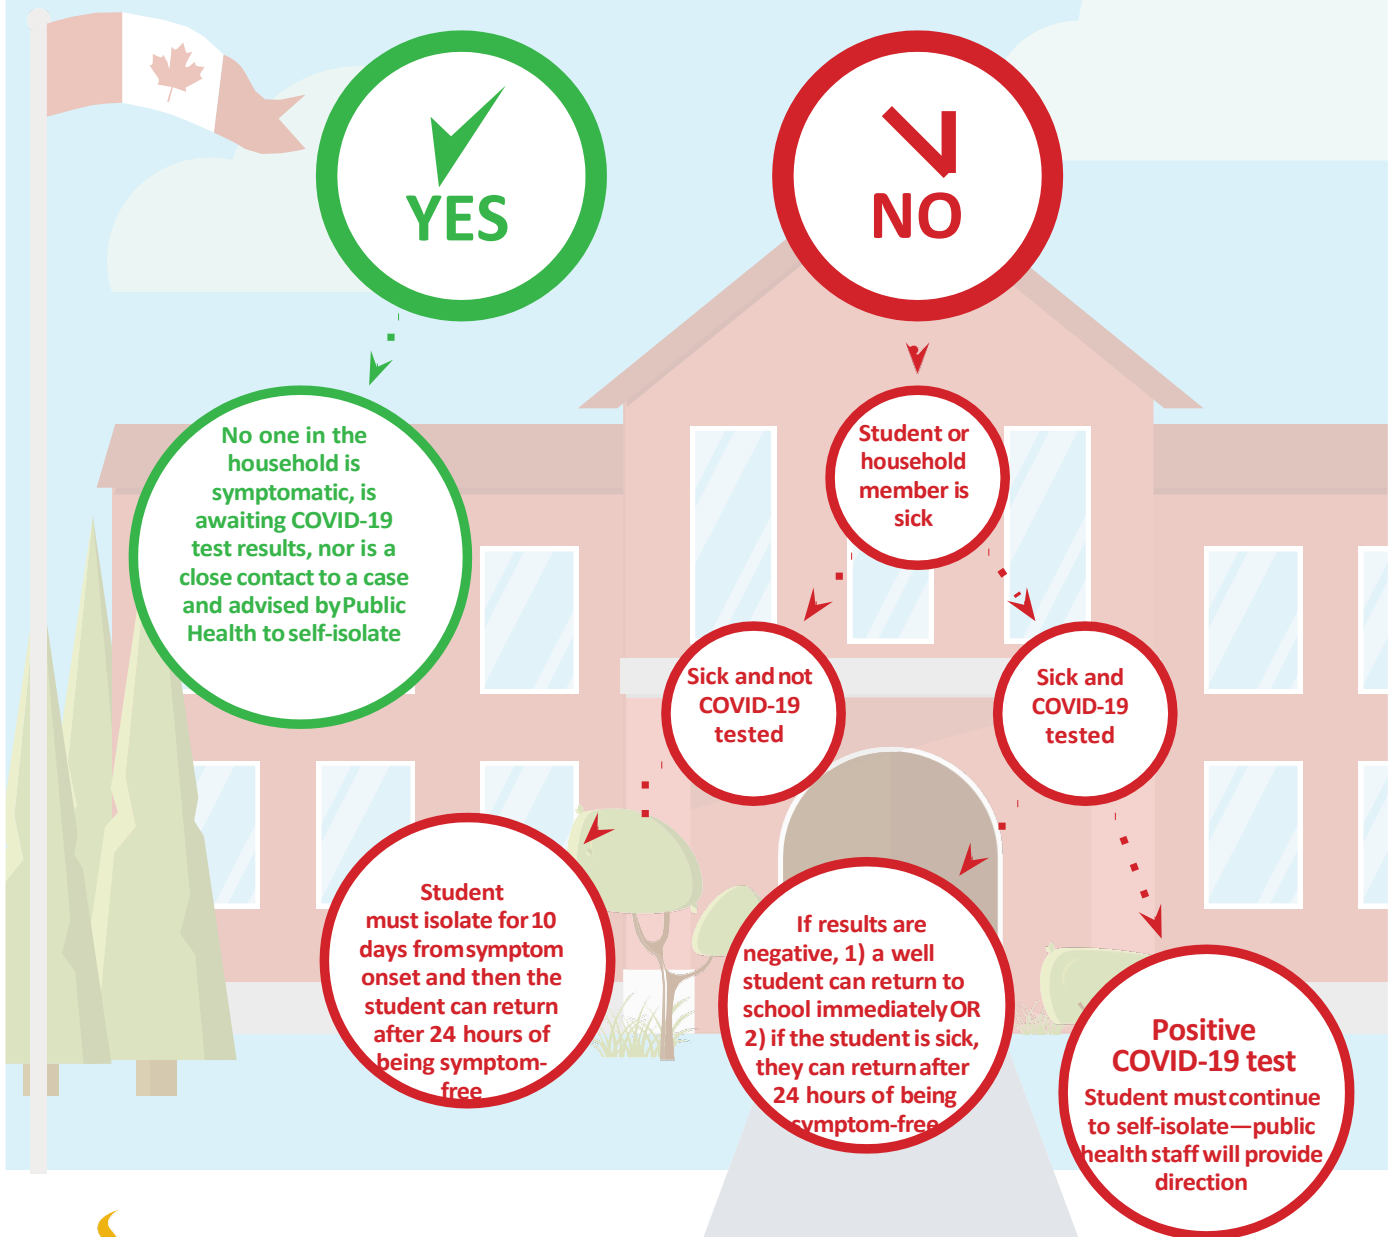 YES
NO
No one in the
household is
symptomatic, is
awaiting COVID-19
test results, nor is a
close contact to a case
and advised by Public
Health to self-isolate
Student or
household
member is
sick
Sick and not
COVID-19
tested
Sick and
COVID-19
tested
Student
must isolate for 10
days from symptom
onset and then the
student can return
after 24 hours of
being symptom-
free
If results are
negative, 1) a well
student can return to
school immediately OR
2) if the student is sick,
they can return after
24 hours of being
symptom-free
Positive
COVID-19 test
Student must continue
to self-isolate—public
health staff will provide
direction